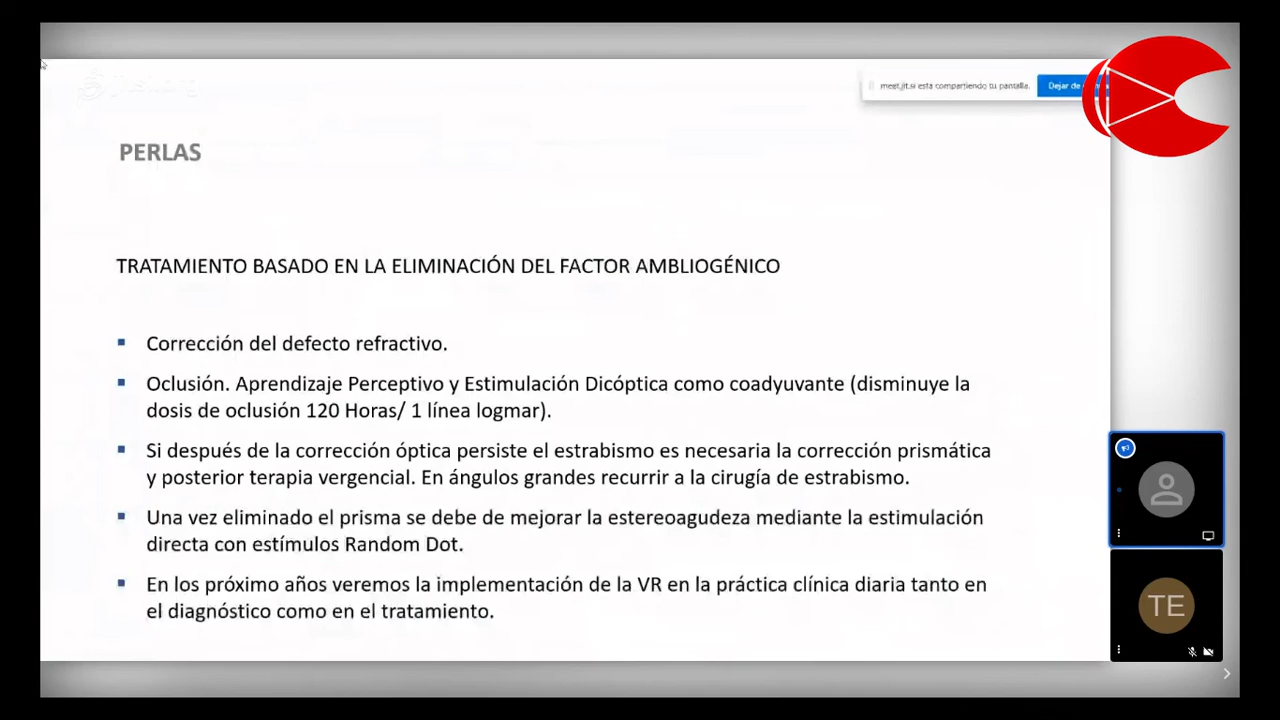 meet.jit.si está compartiendo tu pantalla.
Dejar de
PERLAS
TRATAMIENTO BASADO EN LA ELIMINACIÓN DEL FACTOR AMBLIOGÉNICO
Corrección del defecto refractivo.
Oclusión. Aprendizaje Perceptivo y Estimulación Dicóptica como coadyuvante (disminuye la
dosis de oclusión 120 Horas/ 1 línea logmar).
Si después de la corrección óptica persiste el estrabismo es necesaria la corrección prismática
y posterior terapia vergencial. En ángulos grandes recurrir a la cirugía de estrabismo.
Una vez eliminado el prisma se debe de mejorar la estereoagudeza mediante la estimulación
directa con estímulos Random Dot.
En los próximo años veremos la implementación de la VR en la práctica clínica diaria tanto en
el diagnóstico como en el tratamiento.
TE